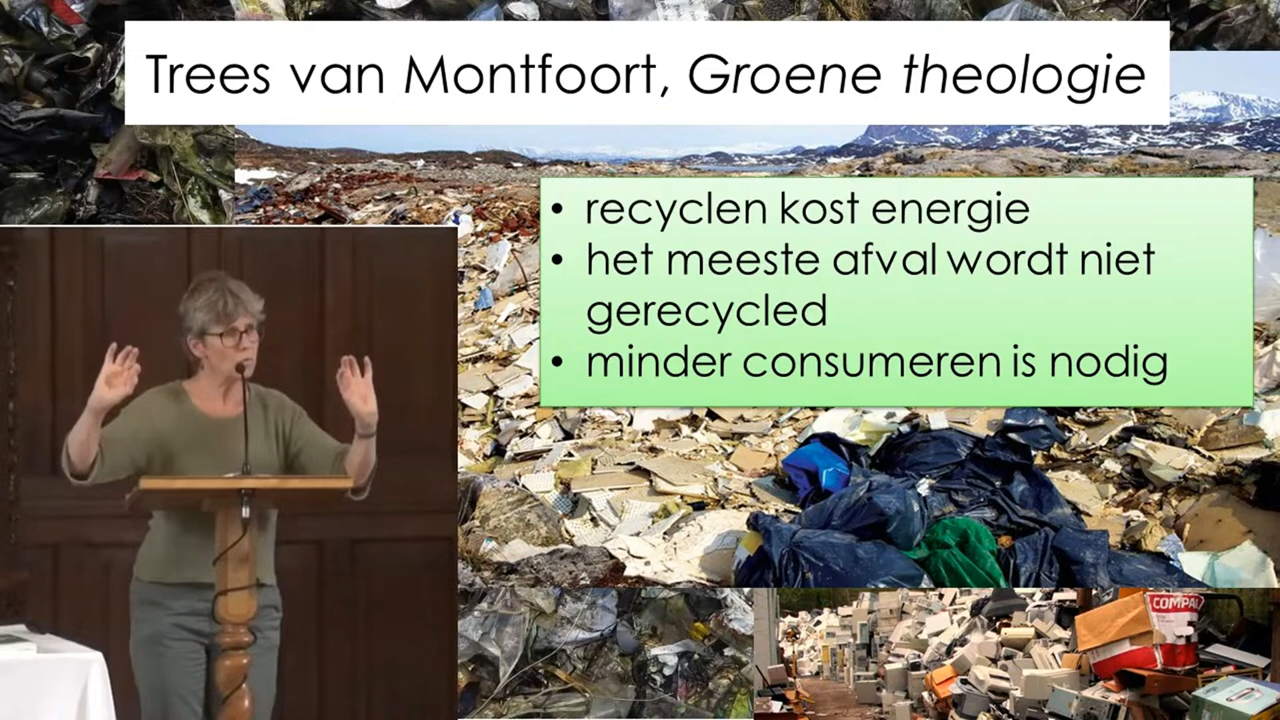 Trees van Montfoort, Groene theologie
• recyclen kost energie
• het meeste afval wordt niet
gerecycled
• minder consumeren is nodig
COMPA